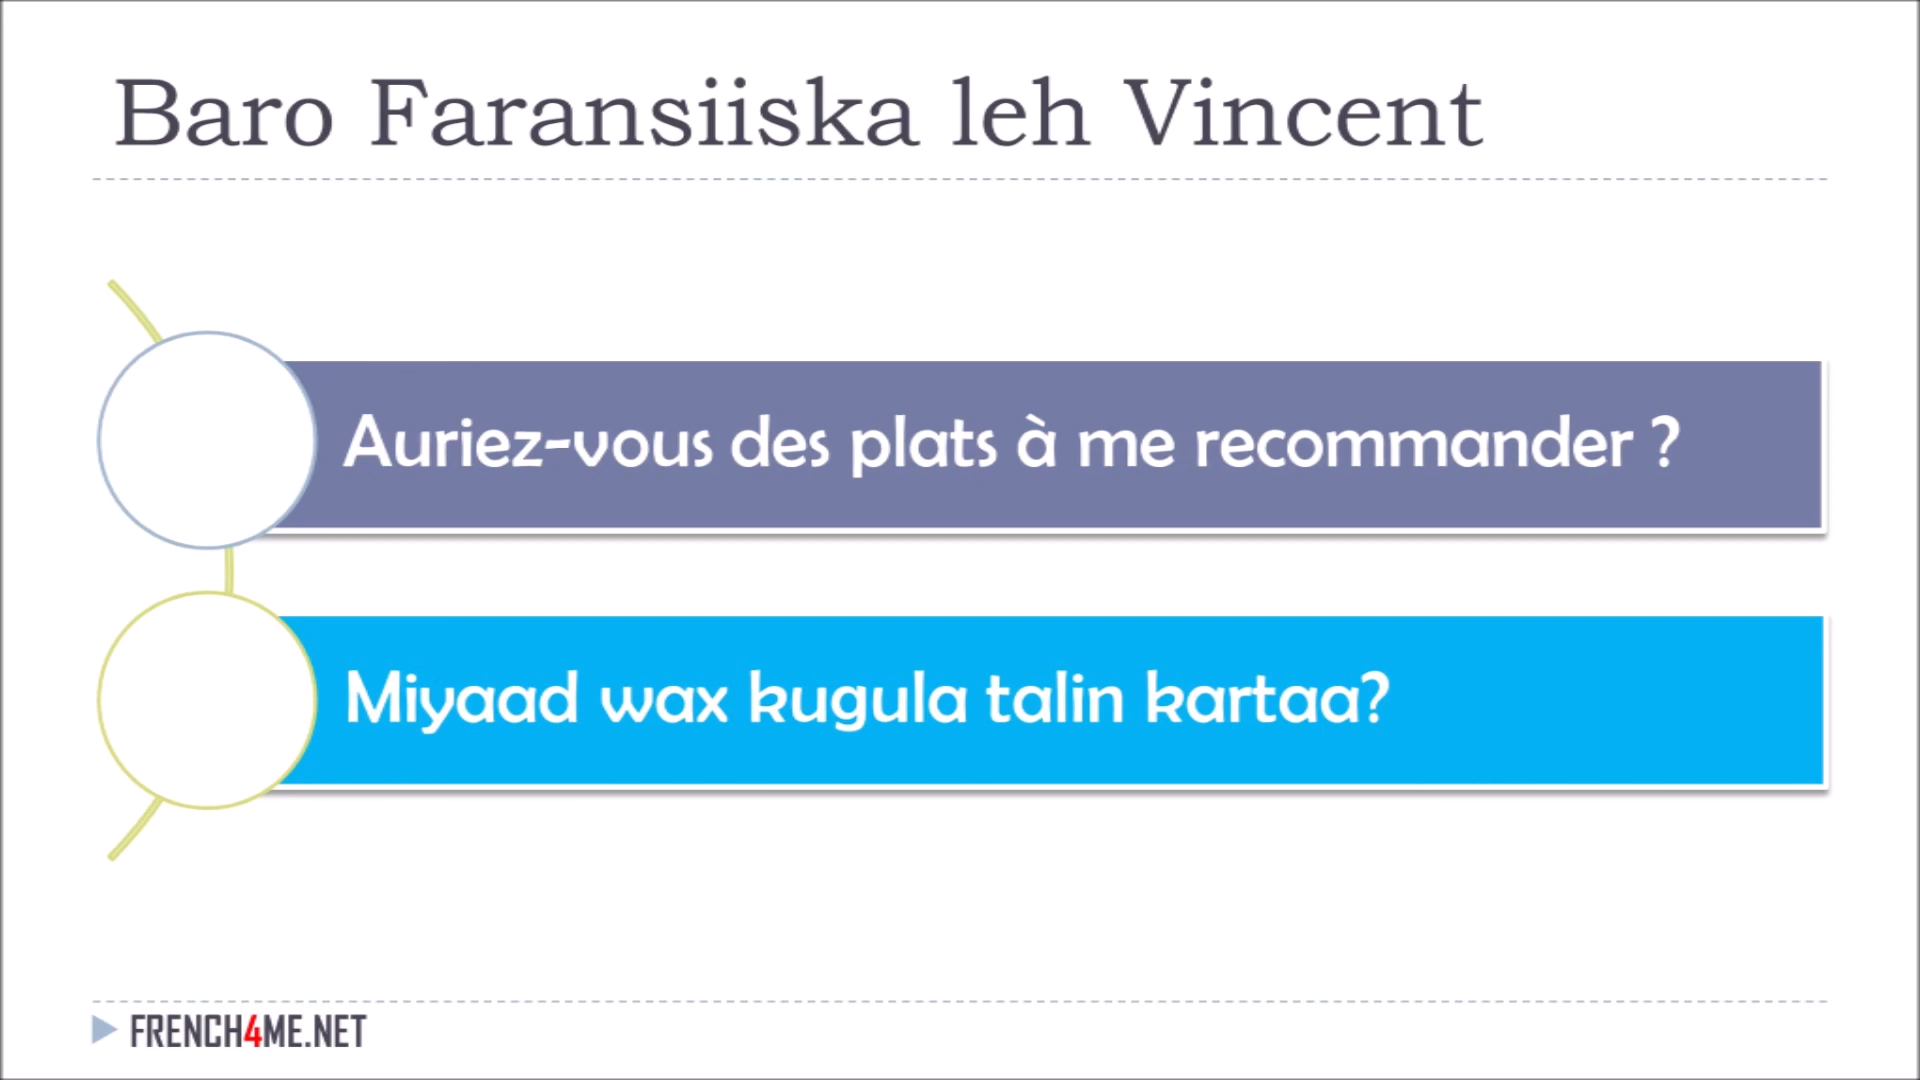 Baro Faransiiska leh Vincent
Auriez-vous des plats à me recommander ?
Miyaad wax kugula talin kartaa?
FRENCH4ME.NET